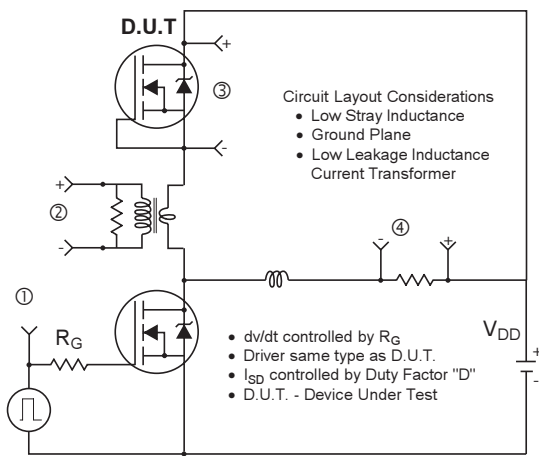 D.U.T
+
③
-
Circuit Layout Considerations
• Low Stray Inductance
• Ground Plane
• Low Leakage Inductance
Current Transformer
+
②
-
④
-
+
①
R_G
• dv/dt controlled by R_G
• Driver same type as D.U.T.
• I_SD controlled by Duty Factor "D"
• D.U.T. - Device Under Test
V_DD
+
-